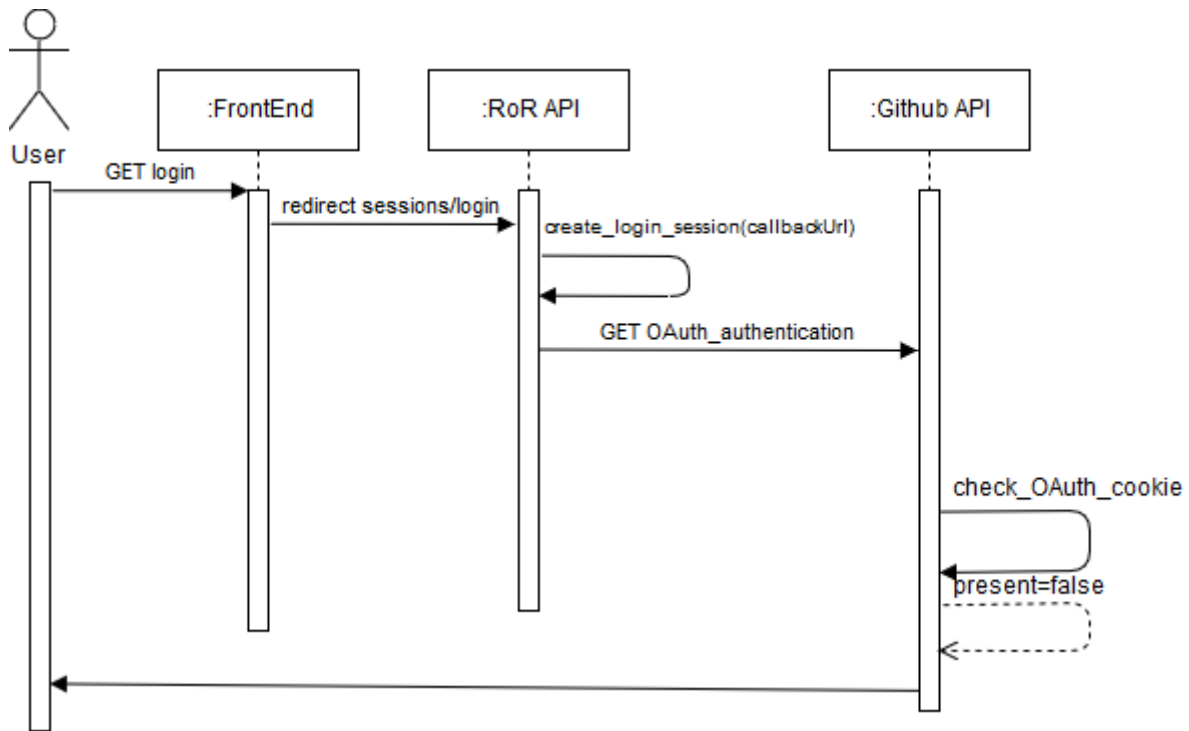 :FrontEnd
:RoR API
:Github API
User
GET login
redirect sessions/login
create_login_session(callbackUrl)
GET OAuth_authentication
check_OAuth_cookie
present=false